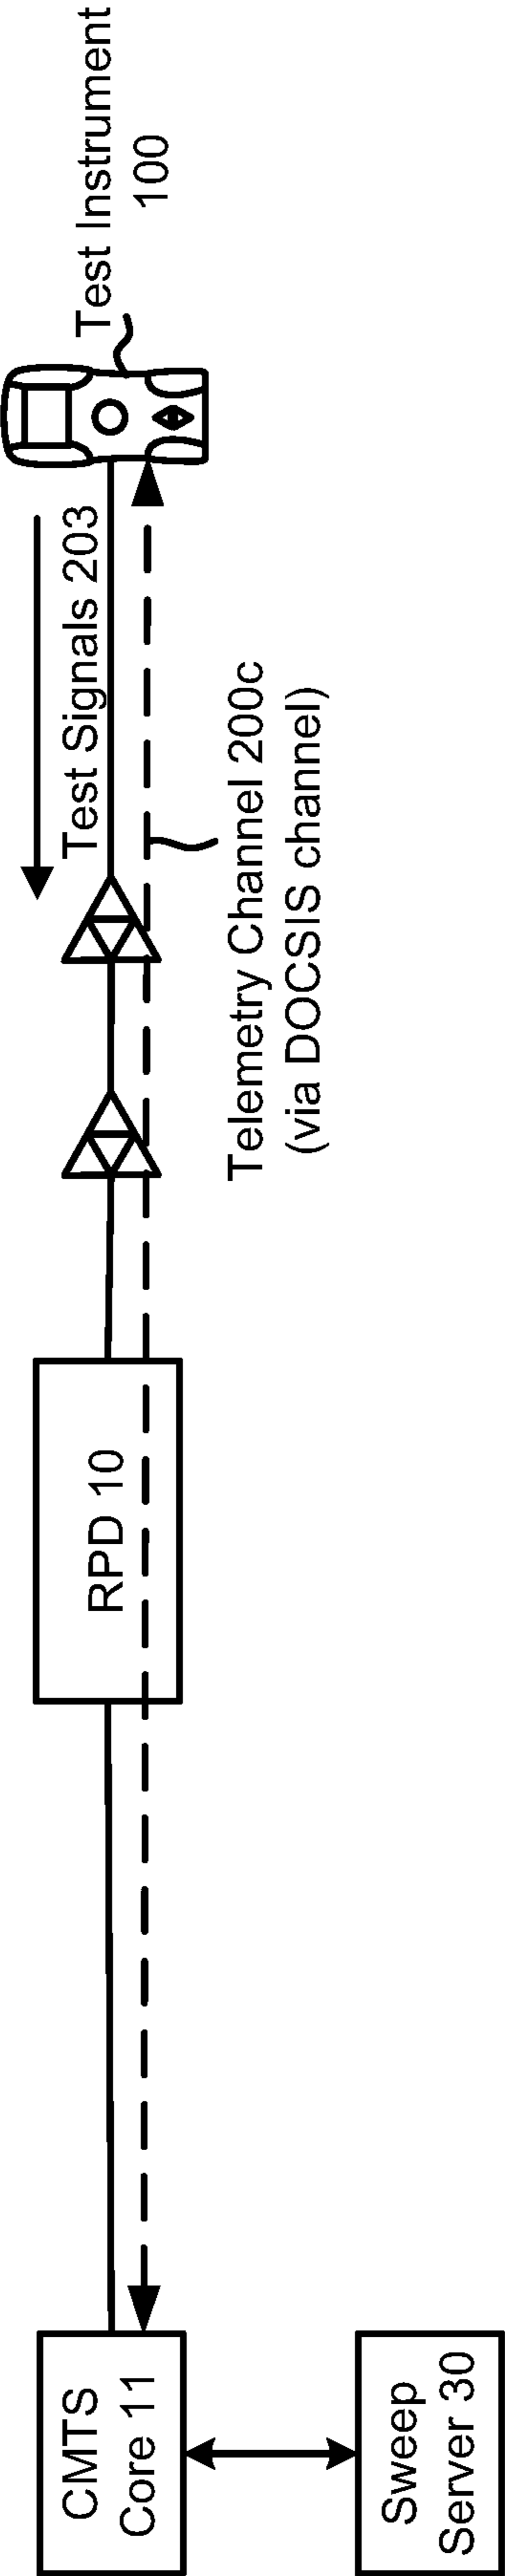 CMTS
Core 11
Sweep
Server 30
RPD 10
Telemetry Channel 200c
(via DOCSIS channel)
Test Signals 203
Test Instrument
100